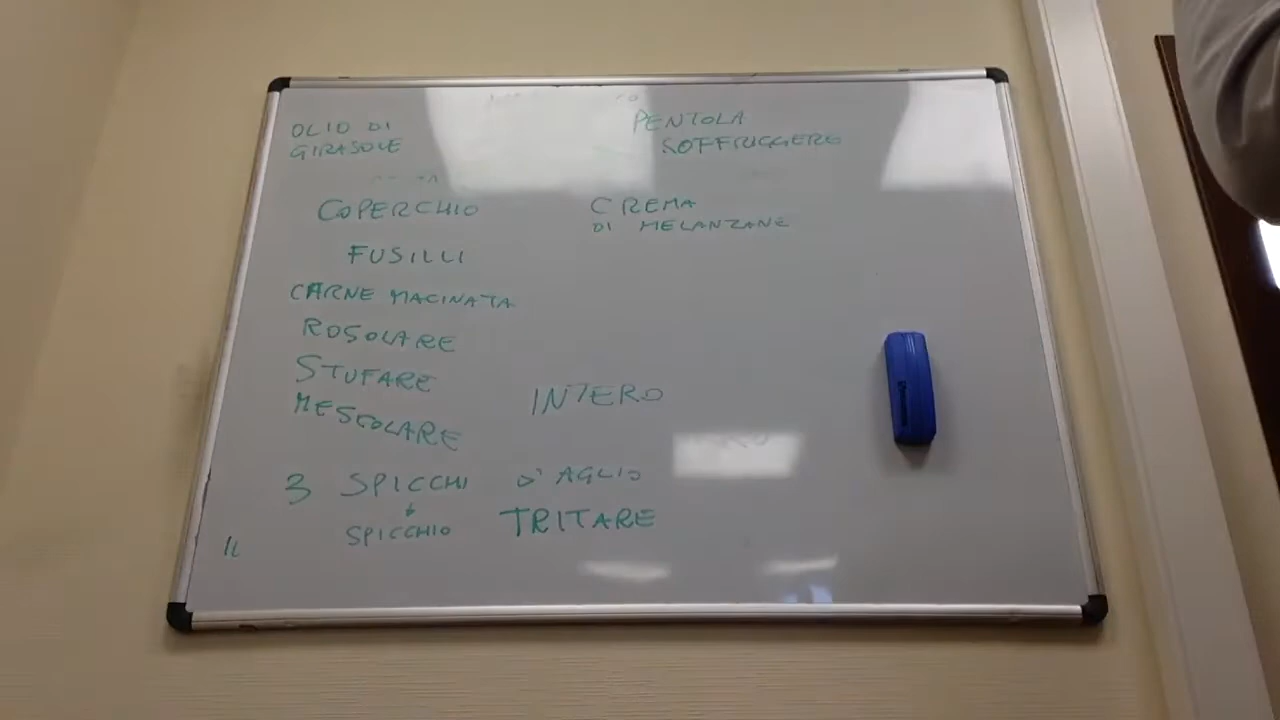 OLIO DI
GIRASOLE
PENTOLA
SOFFRIGGERE
COPERCHIO
CREMA
DI MELANZANE
FUSILLI
CARNE MACINATA
ROSOLARE
STUFARE
INTERO
MESCOLARE
3 SPICCHI D'AGLIO
SPICCHIO
TRITARE
IL